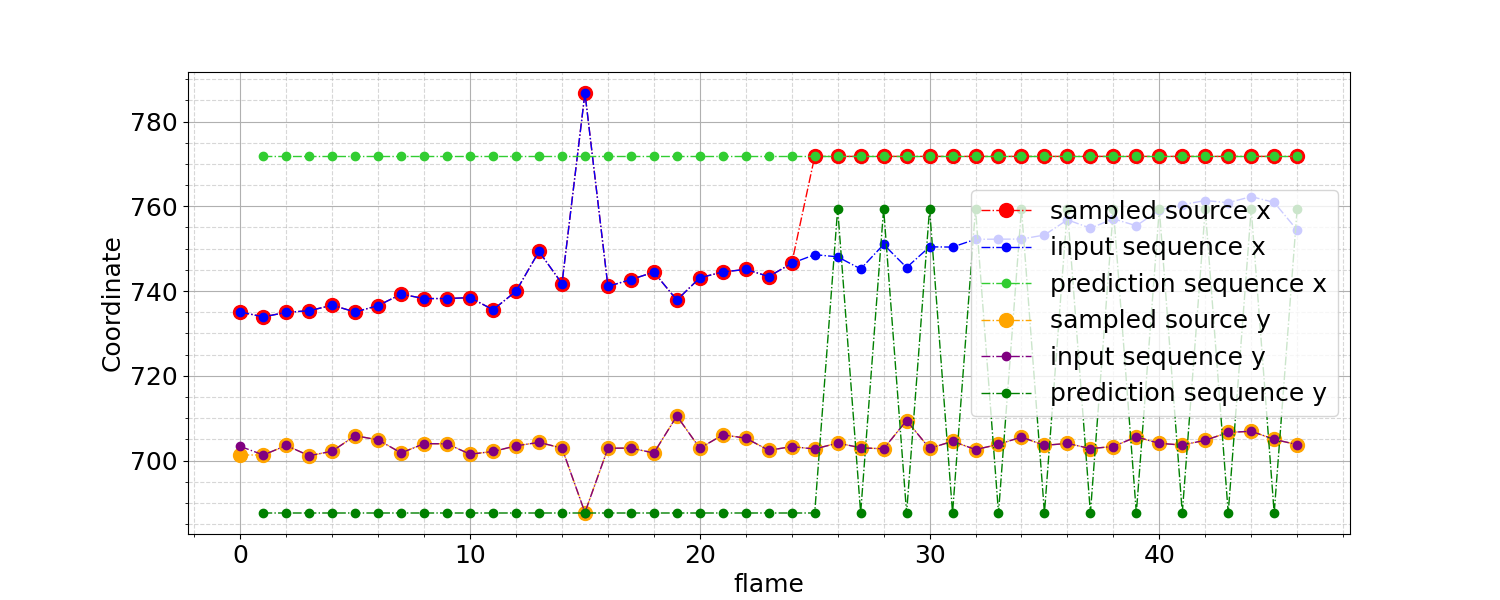 780
760
740
720
700
Coordinate
sampled source x
input sequence x
prediction sequence x
sampled source y
input sequence y
prediction sequence y
0
10
20
30
40
flame